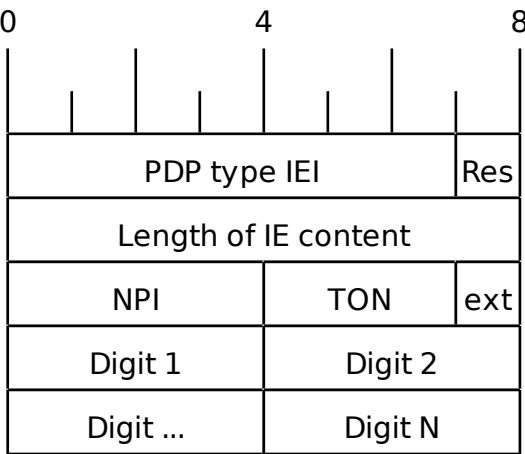 0 4 8
PDP type IEI Res
Length of IE content
NPI TON ext
Digit 1 Digit 2
Digit ... Digit N